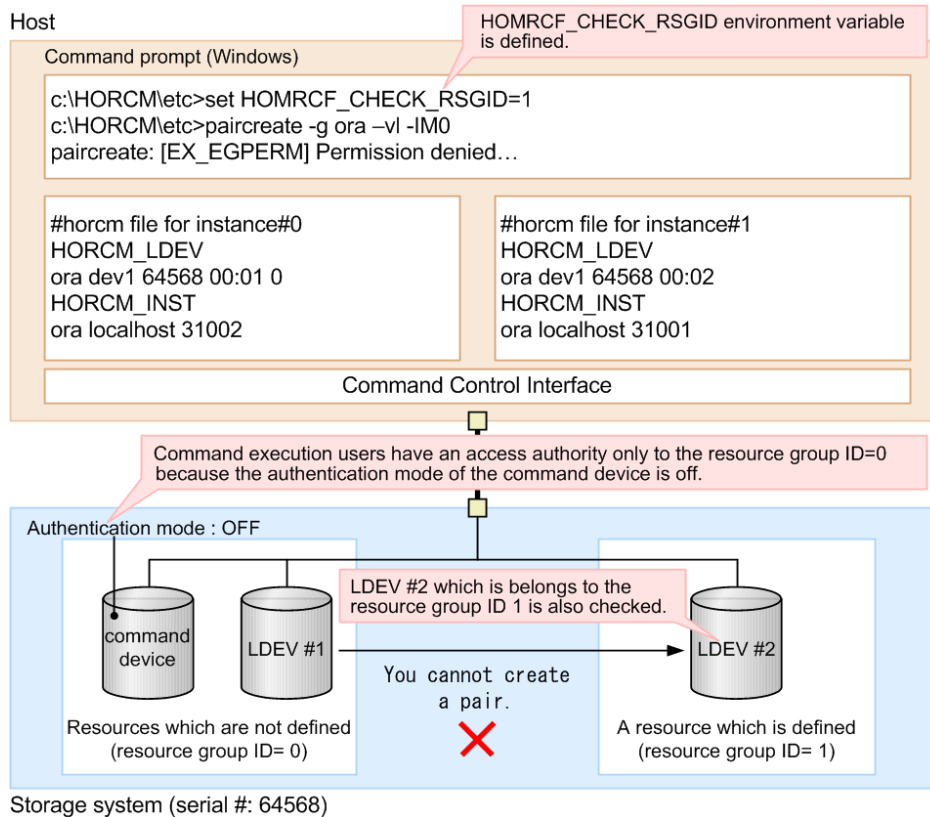 Host
HOMRCF_CHECK_RSGID environment variable
is defined.
Command prompt (Windows)
c:\HORCM\etc>set HOMRCF_CHECK_RSGID=1
c:\HORCM\etc>paircreate -g ora –vl -IM0
paircreate: [EX_EGPERM] Permission denied…
#horcm file for instance#0
HORCM_LDEV
ora dev1 64568 00:01 0
HORCM_INST
ora localhost 31002
#horcm file for instance#1
HORCM_LDEV
ora dev1 64568 00:02
HORCM_INST
ora localhost 31001
Command Control Interface
Command execution users have an access authority only to the resource group ID=0
because the authentication mode of the command device is off.
Authentication mode : OFF
LDEV #2 which is belongs to the
resource group ID 1 is also checked.
command
device
LDEV #1
LDEV #2
You cannot create
a pair.
Resources which are not defined
(resource group ID= 0)
A resource which is defined
(resource group ID= 1)
Storage system (serial #: 64568)